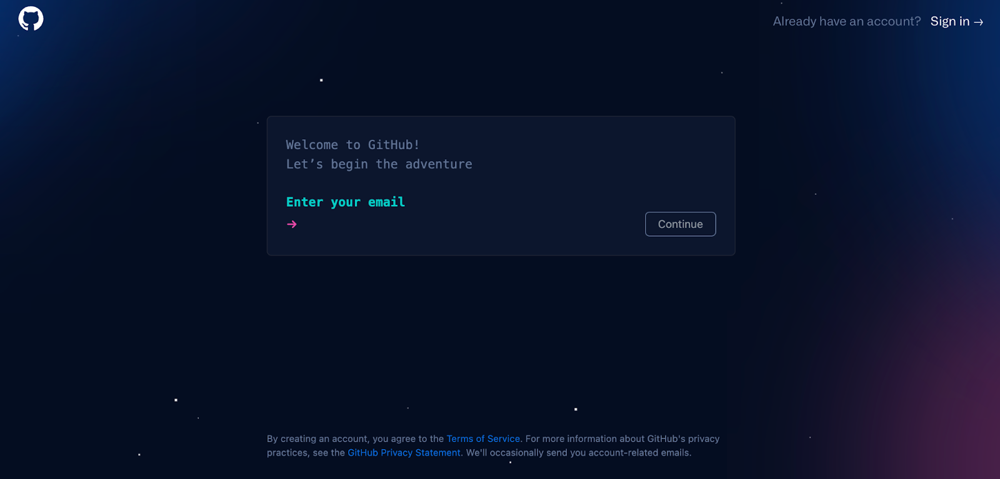 Already have an account? Sign in →
Welcome to GitHub!
Let’s begin the adventure
Enter your email
→
Continue
By creating an account, you agree to the Terms of Service. For more information about GitHub's privacy
practices, see the GitHub Privacy Statement. We'll occasionally send you account-related emails.